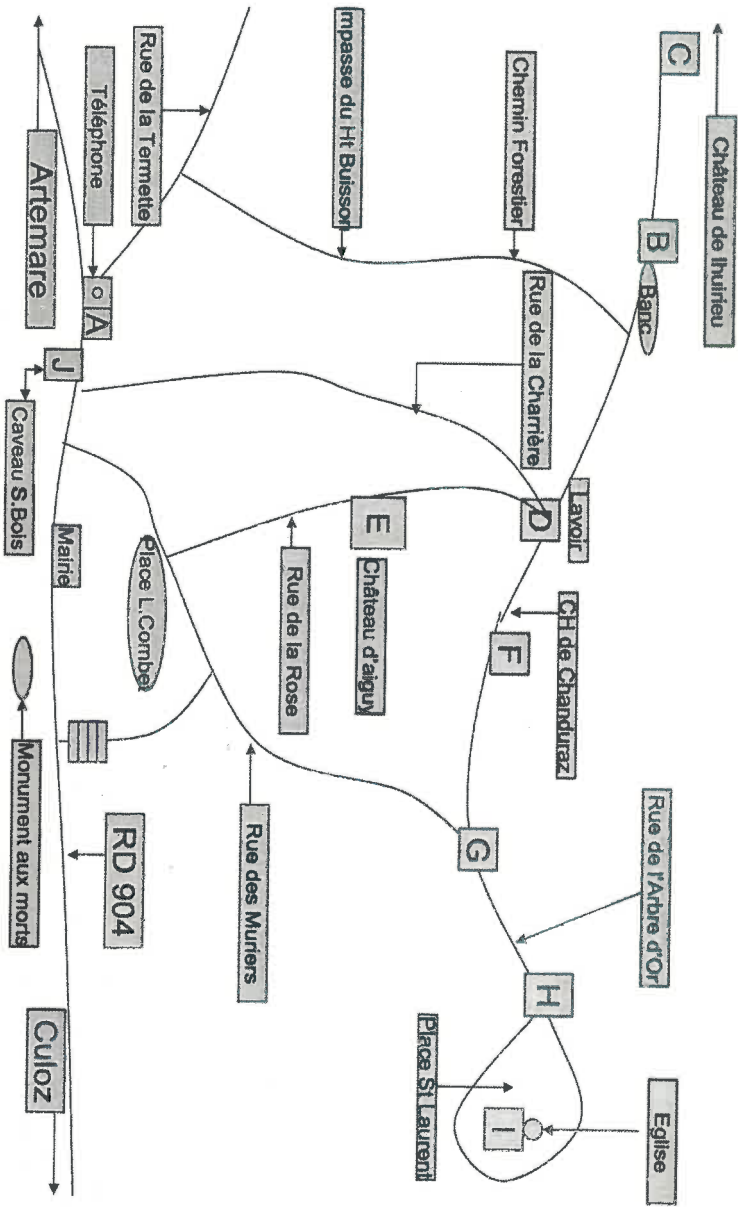 Château de lhuirieu
C
B
Banc
Rue de l'Arbre d'Or
Eglise
Lavoir
CH de Chanduraz
D
H
Chemin Forestier
Rue de la Charrière
F
I
G
Place St Laurent
E
Château d'aiguy
mpasse du Ht Buisson
Rue de la Rose
Rue des Muriers
Rue de la Termette
Place L.Combet
RD 904
Téléphone
A
J
Mairie
Artemare
Culoz
Caveau S.Bois
Monument aux morts